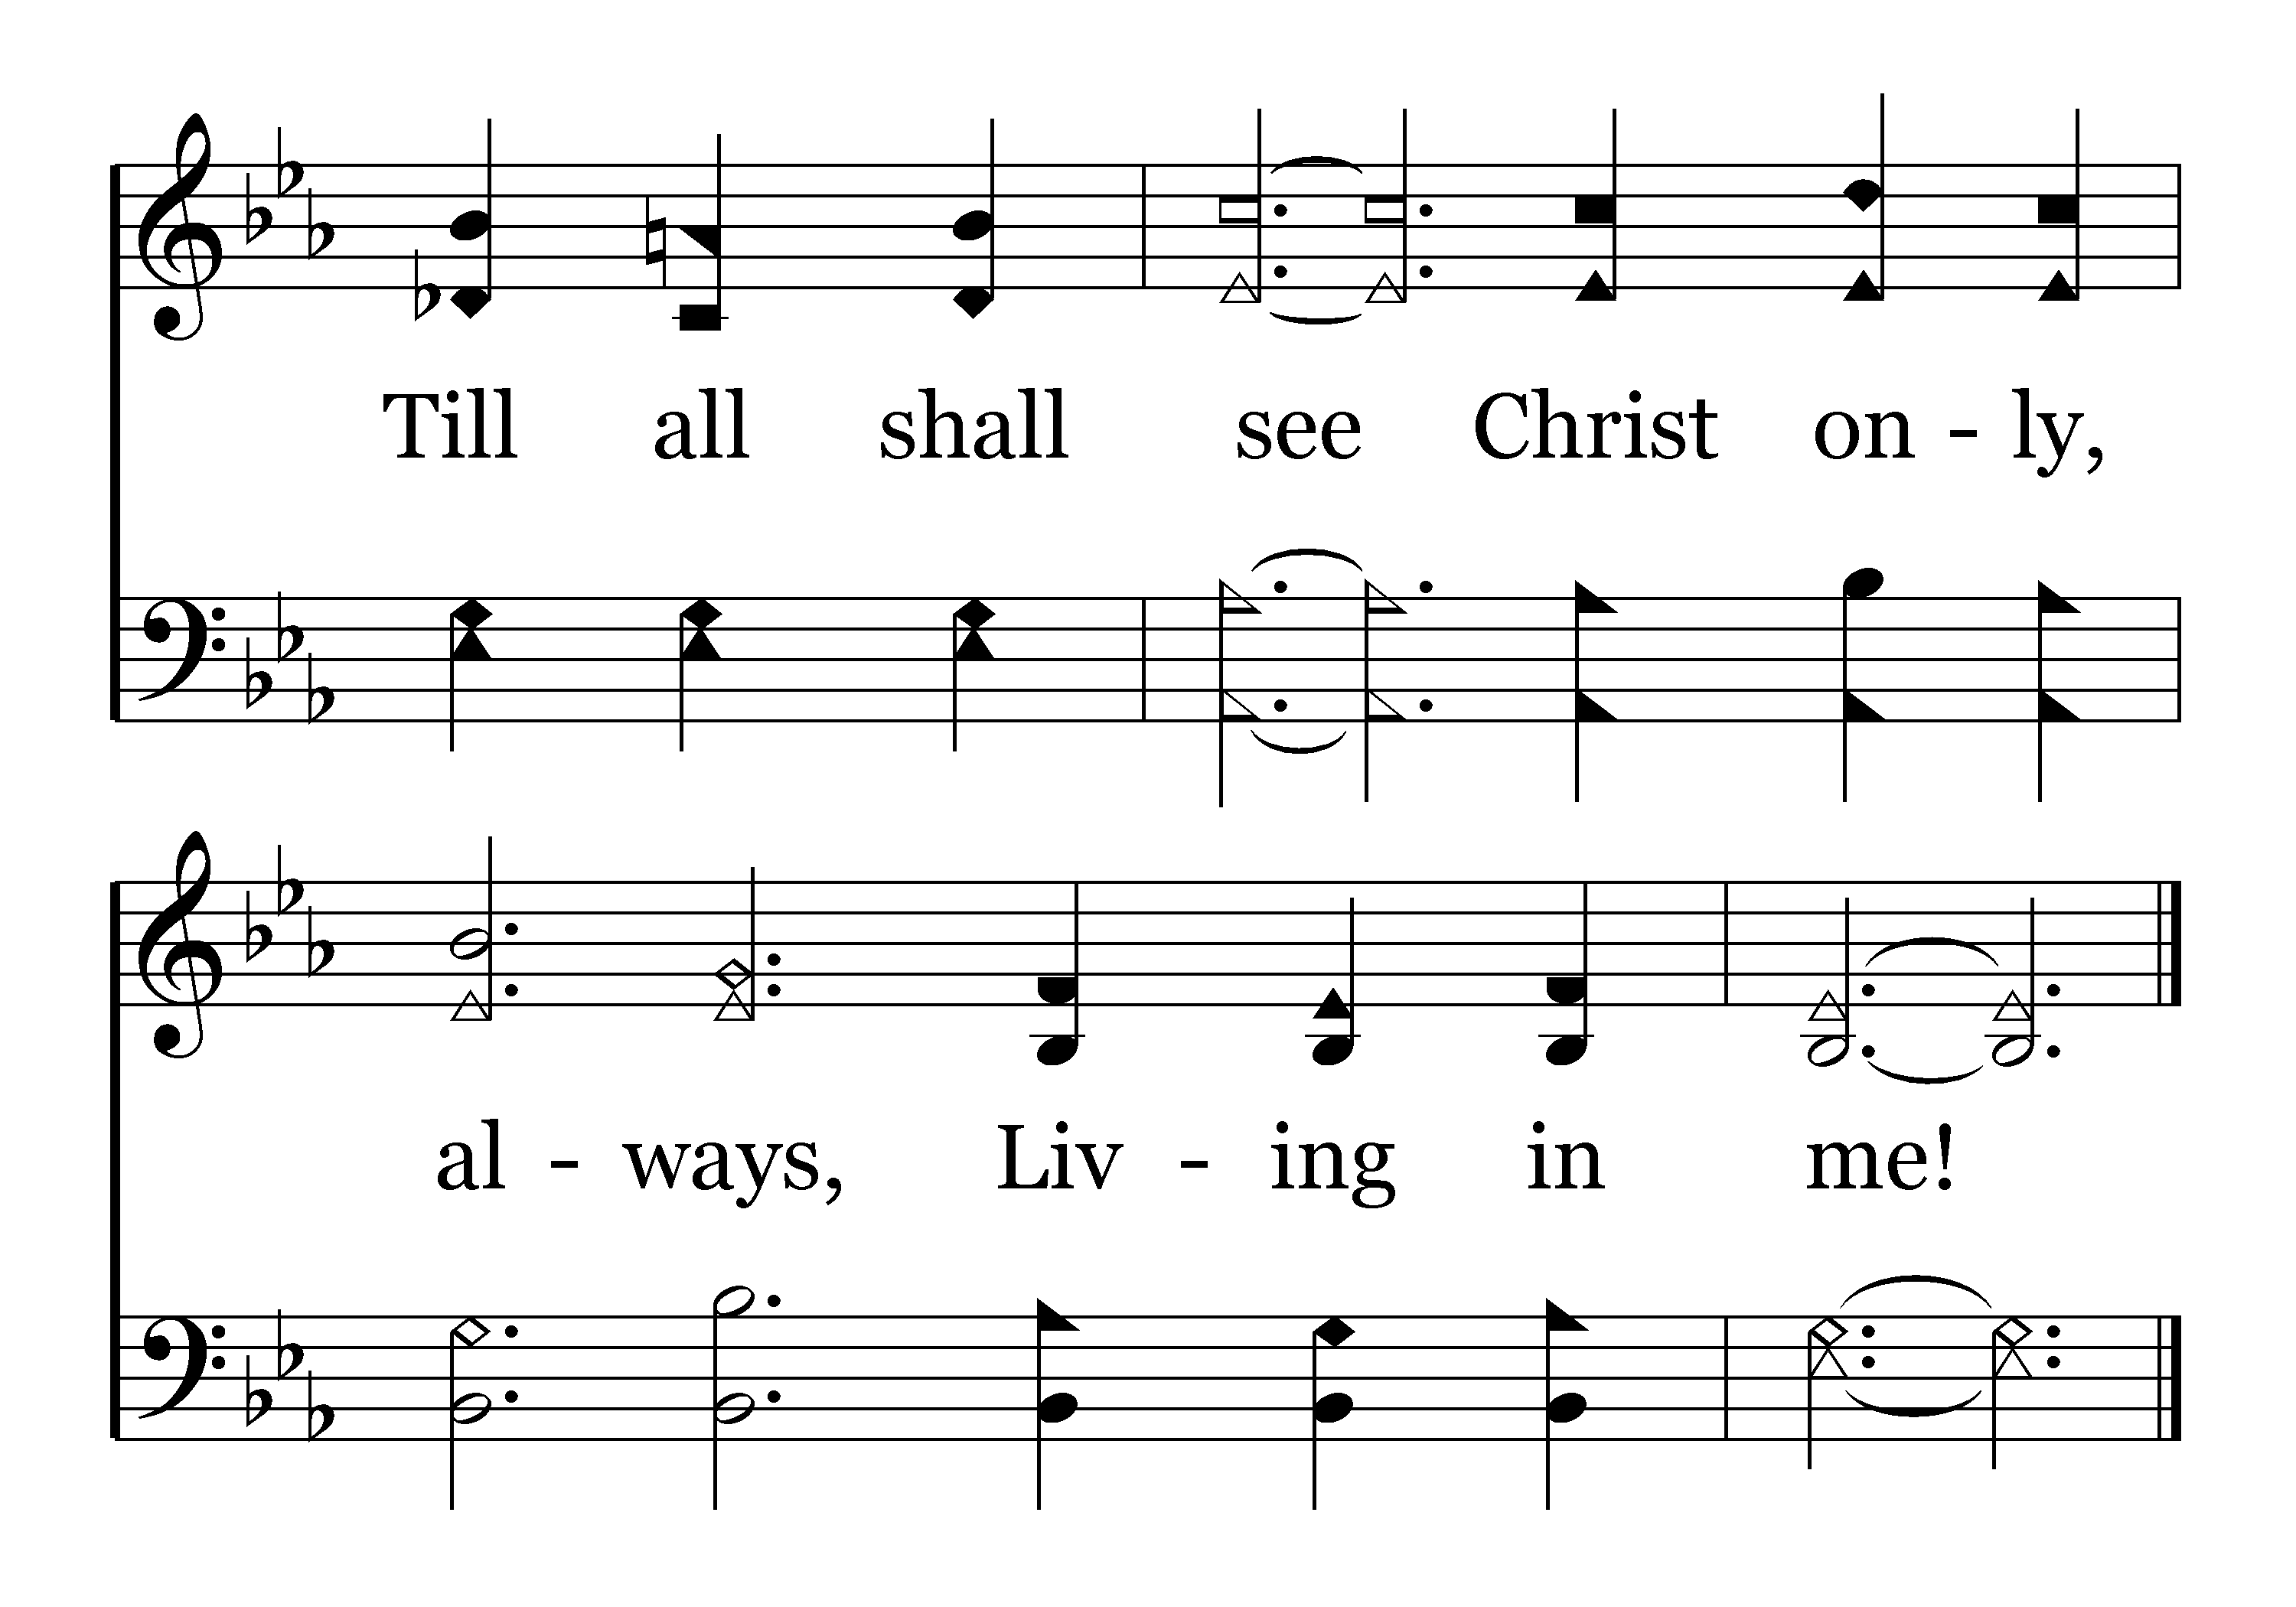 Till all shall see Christ on - ly,
al - ways, Liv - ing in me!